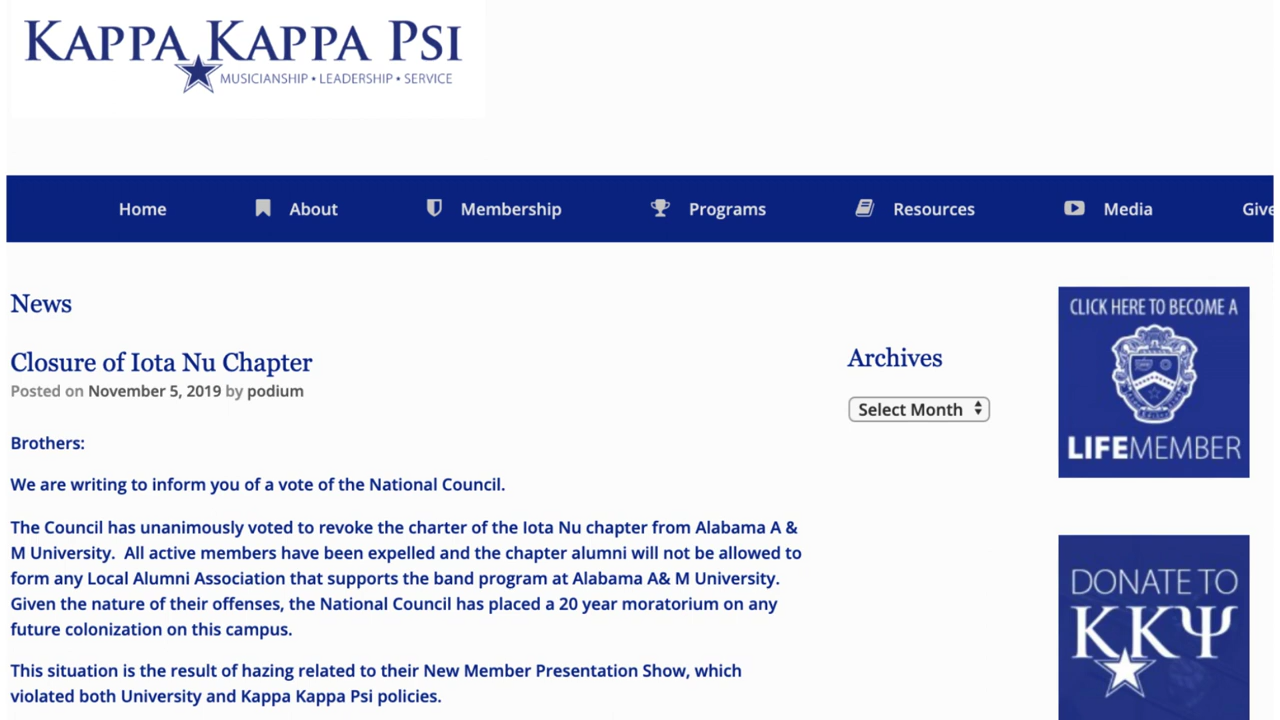 KAPPA KAPPA PSI
MUSICIANSHIP • LEADERSHIP • SERVICE
Home
About
Membership
Programs
Resources
Media
Give
News
Closure of Iota Nu Chapter
Posted on November 5, 2019 by podium
Brothers:
We are writing to inform you of a vote of the National Council.
The Council has unanimously voted to revoke the charter of the Iota Nu chapter from Alabama A &
M University.  All active members have been expelled and the chapter alumni will not be allowed to
form any Local Alumni Association that supports the band program at Alabama A& M University.
Given the nature of their offenses, the National Council has placed a 20 year moratorium on any
future colonization on this campus.
This situation is the result of hazing related to their New Member Presentation Show, which
violated both University and Kappa Kappa Psi policies.
Archives
Select Month
CLICK HERE TO BECOME A
LIFEMEMBER
DONATE TO
ΚΚΨ